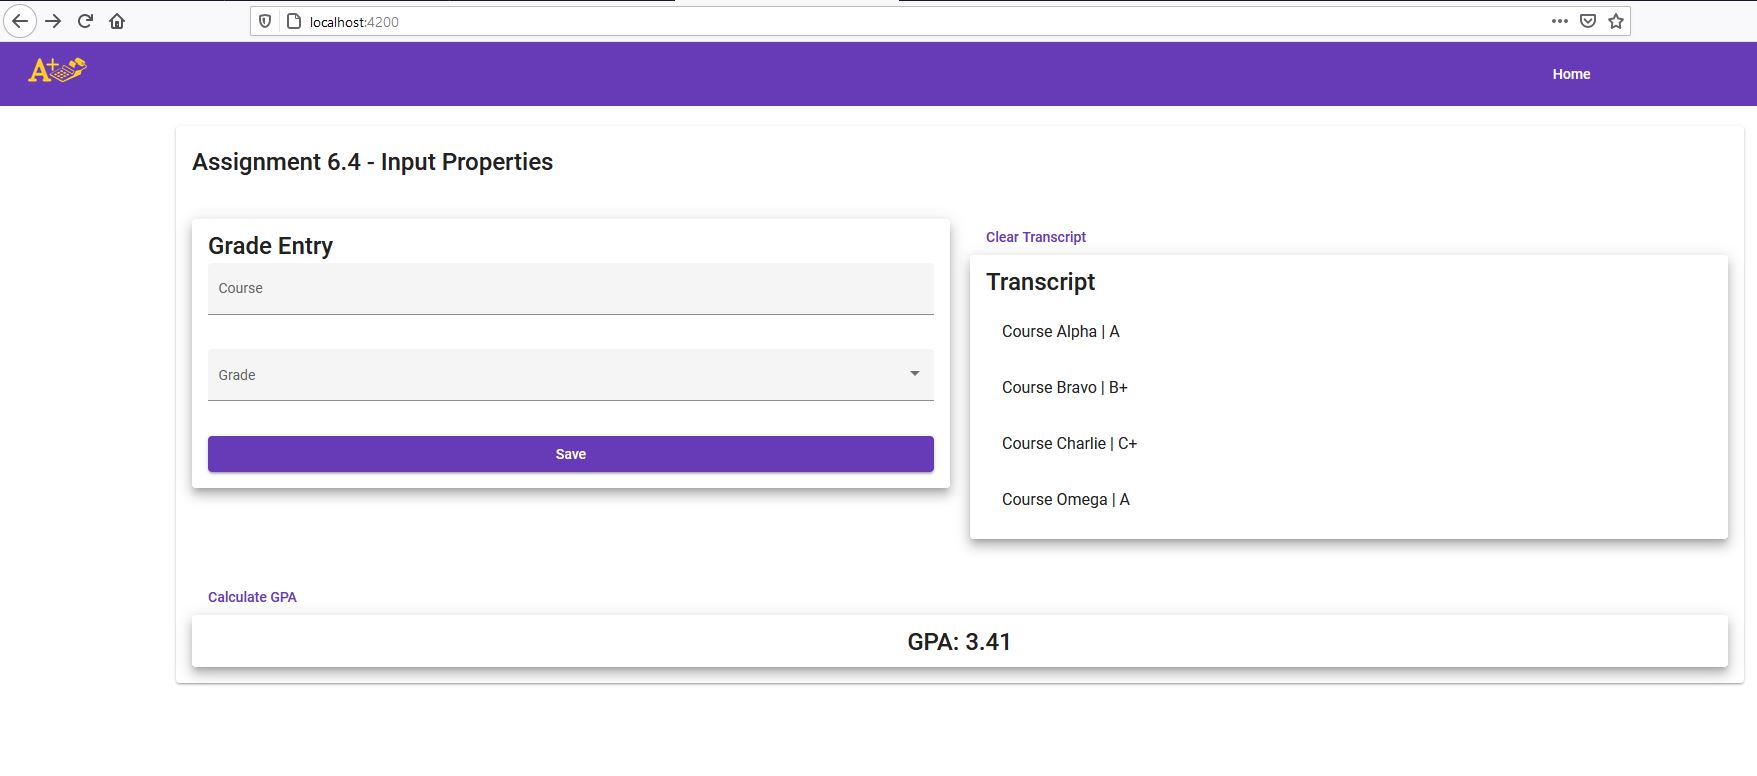 localhost:4200
A+
Home
Assignment 6.4 - Input Properties
Grade Entry
Course
Grade
Save
Clear Transcript
Transcript
Course Alpha | A
Course Bravo | B+
Course Charlie | C+
Course Omega | A
Calculate GPA
GPA: 3.41